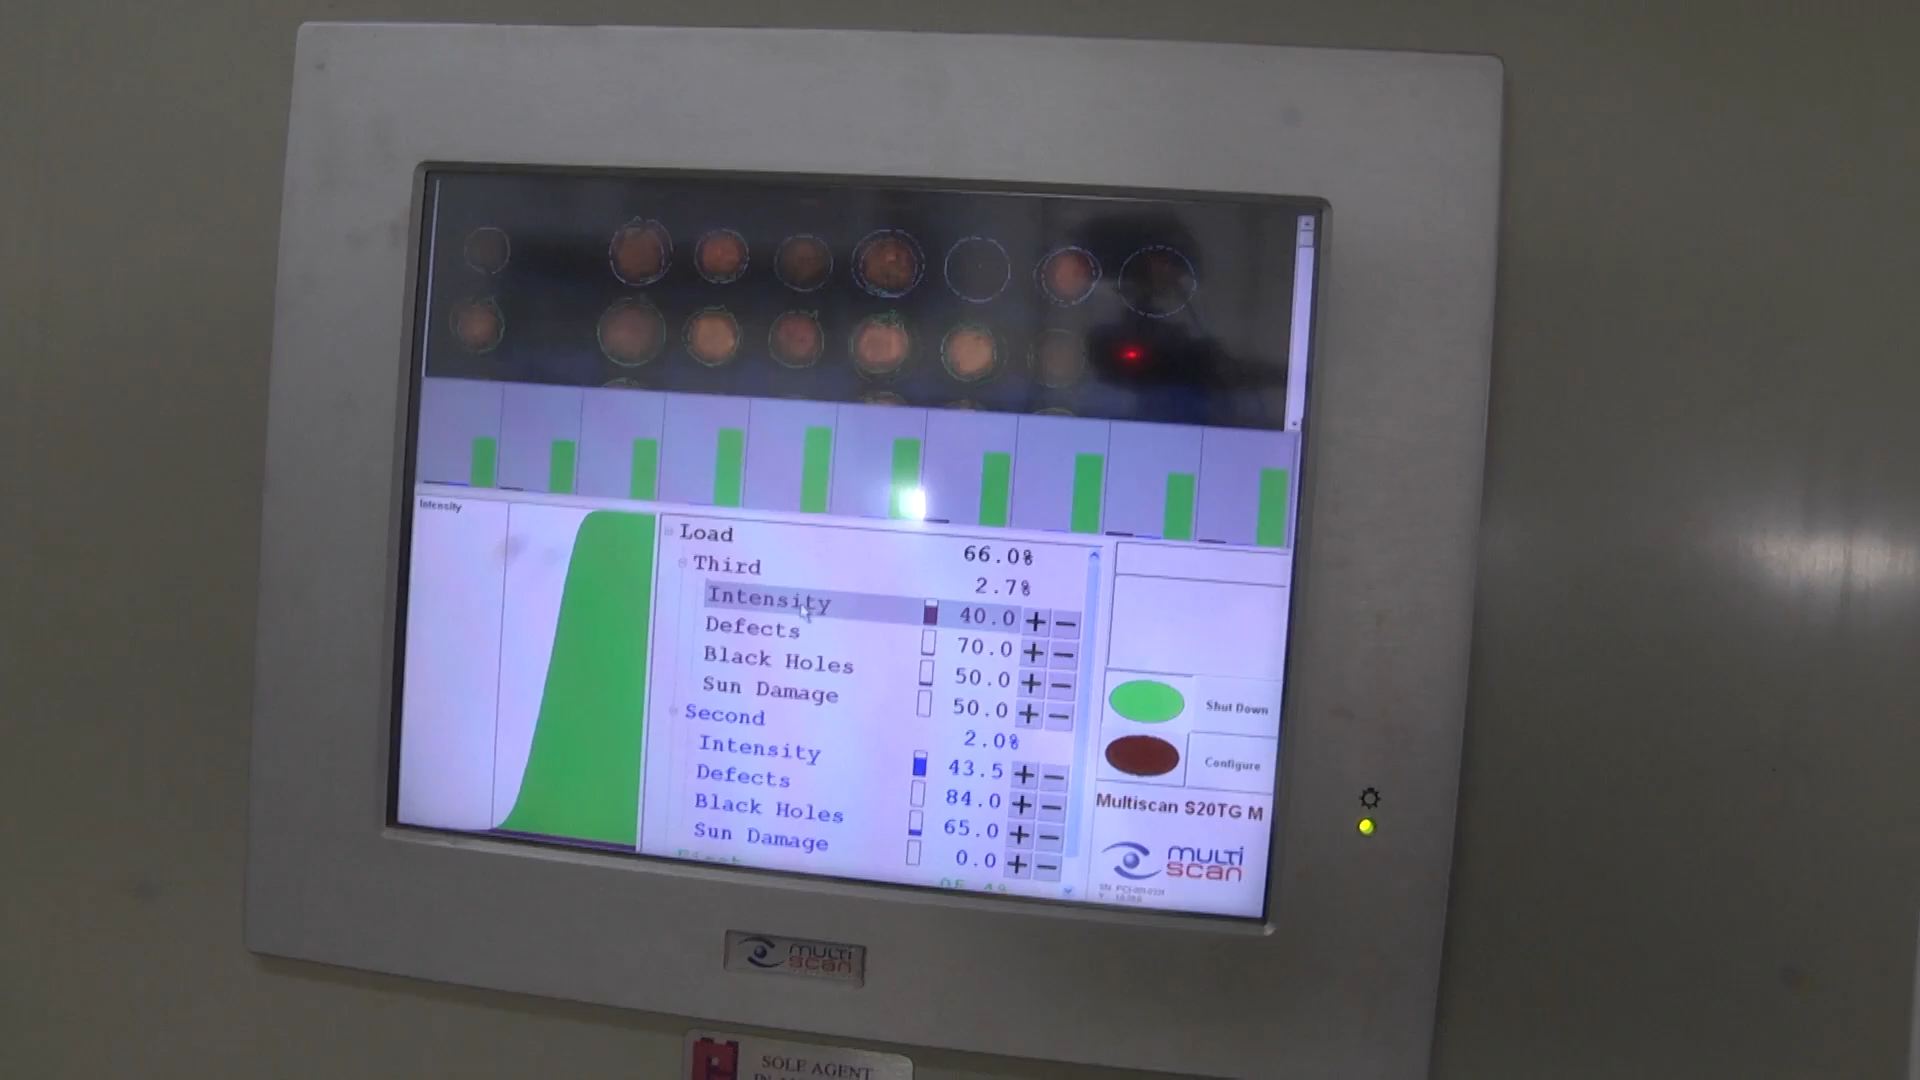 Intensity
Load 66.0%
Third 2.7%
Intensity 40.0 + −
Defects 70.0 + −
Black Holes 50.0 + −
Sun Damage 50.0 + −
Second 2.0%
Intensity 43.5 + −
Defects 84.0 + −
Black Holes 65.0 + −
Sun Damage 0.0 + −
Shut Down
Configure
Multiscan S20TG M
MULTI
SCAN
MULTI
SCAN
SOLE AGENT